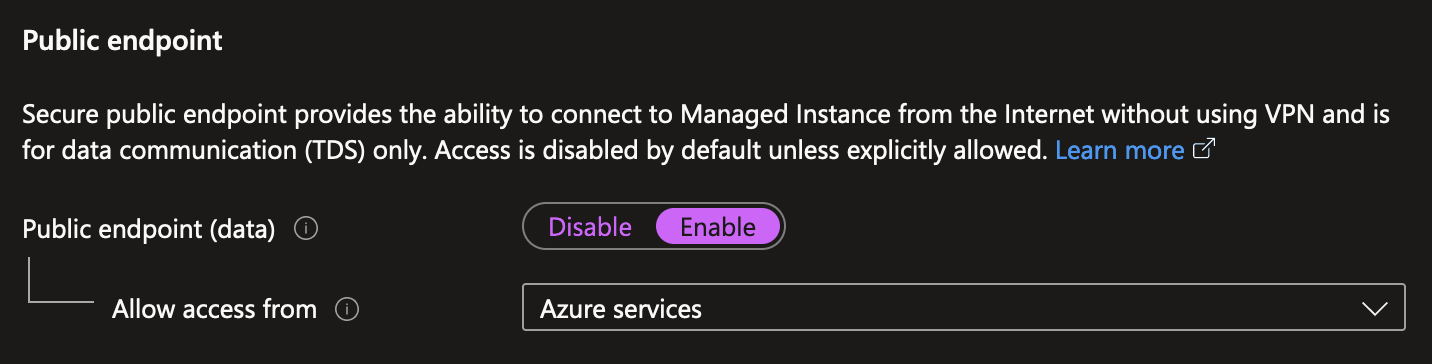 Public endpoint
Secure public endpoint provides the ability to connect to Managed Instance from the Internet without using VPN and is
for data communication (TDS) only. Access is disabled by default unless explicitly allowed. Learn more
Public endpoint (data) Disable Enable
Allow access from Azure services